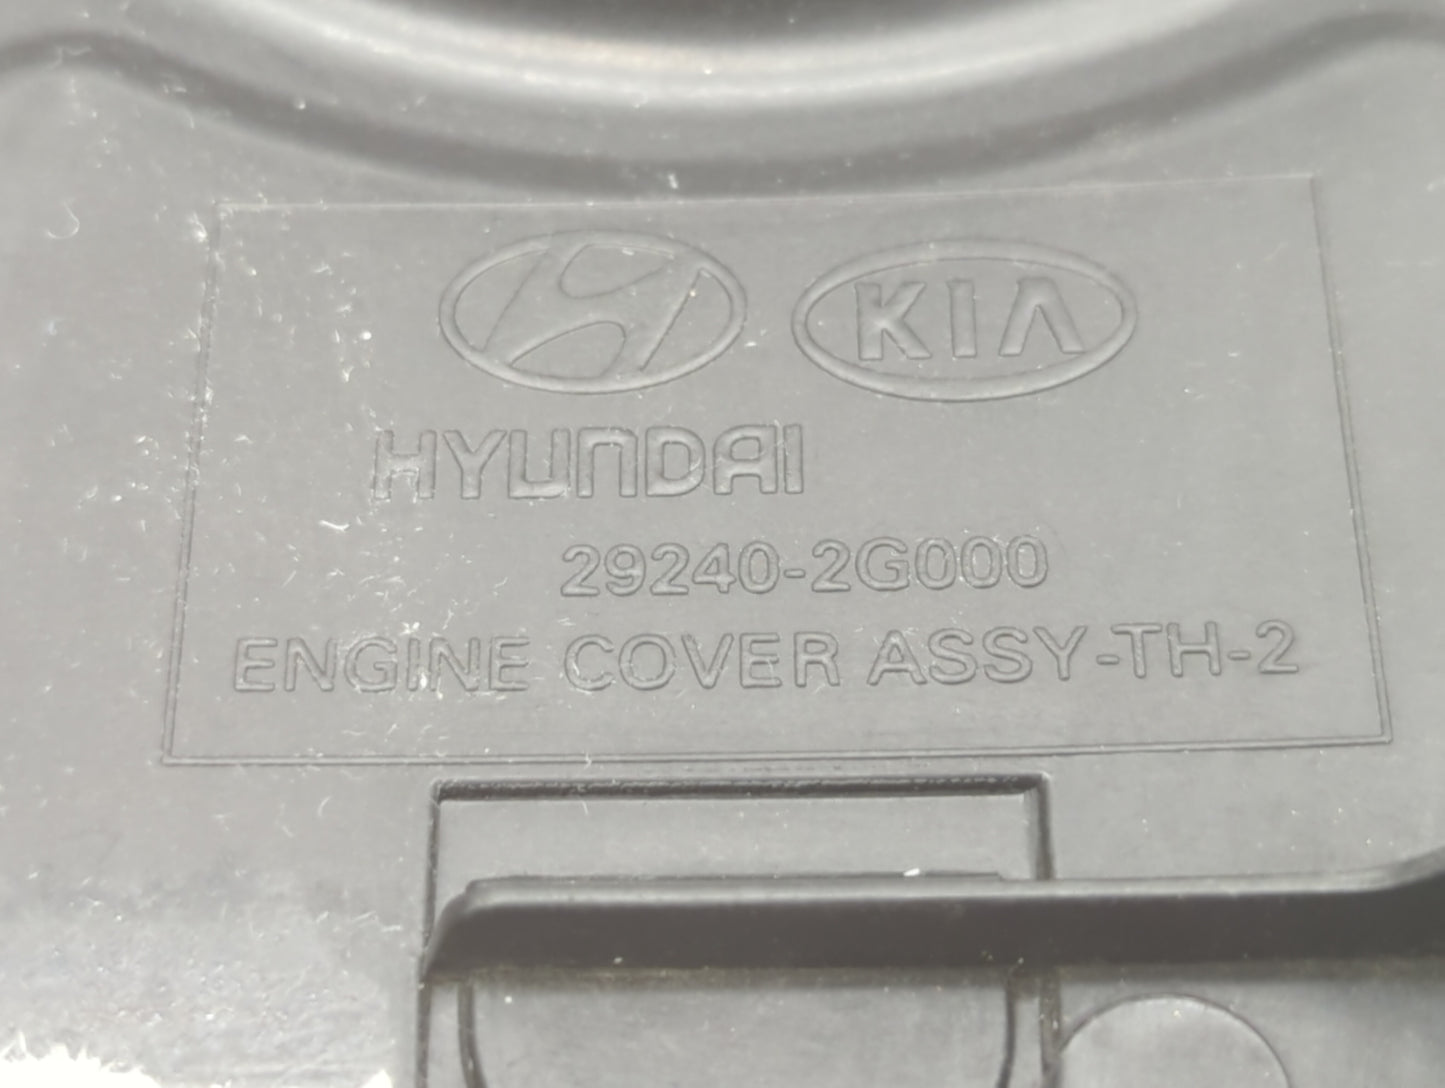 KIA
HYUNDAI
29240-2G000
ENGINE COVER ASSY-TH-2